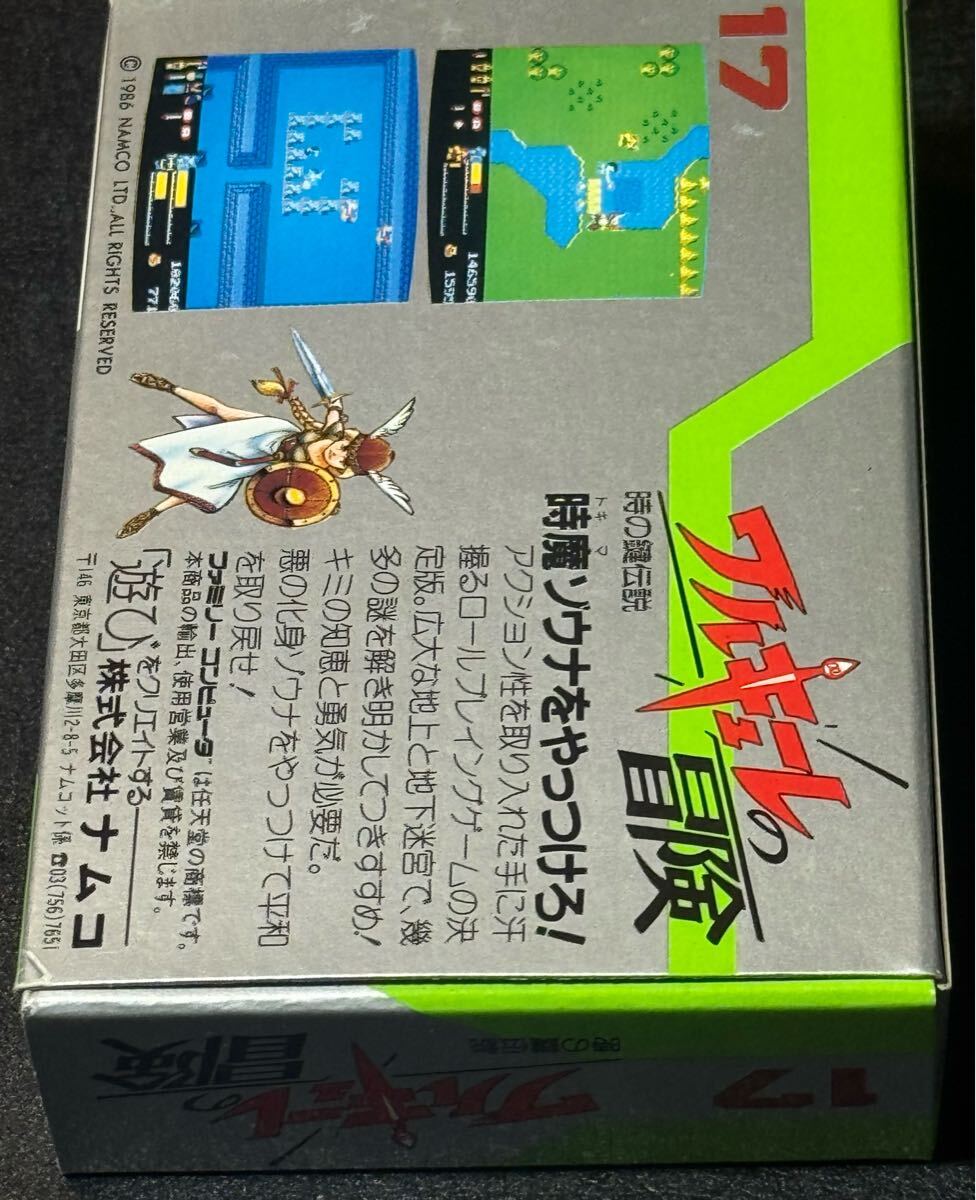 17
時の鍵伝説
ワルキューレの
冒険
トキマ
時魔ゾウナをやっつけろ!
アクション性を取り入れた手に汗
握るロールプレイングゲームの決
定版。広大な地上と地下迷宮で、幾
多の謎を解き明かしてつきすすめ!
キミの知恵と勇気が必要だ。
悪の化身ゾウナをやっつけて平和
を取り戻せ!
ファミリーコンピュータ™は任天堂の商標です。
本商品の輸出、使用営業及び賃貸を禁じます。
「遊び」をクリエイトする
株式会社ナムコ
〒146 東京都大田区多摩川2-8-5 ナムコット係 ☎03(756)7651
© 1986 NAMCO LTD.,ALL RIGHTS RESERVED
17
時の鍵伝説
ワルキューレの
冒険